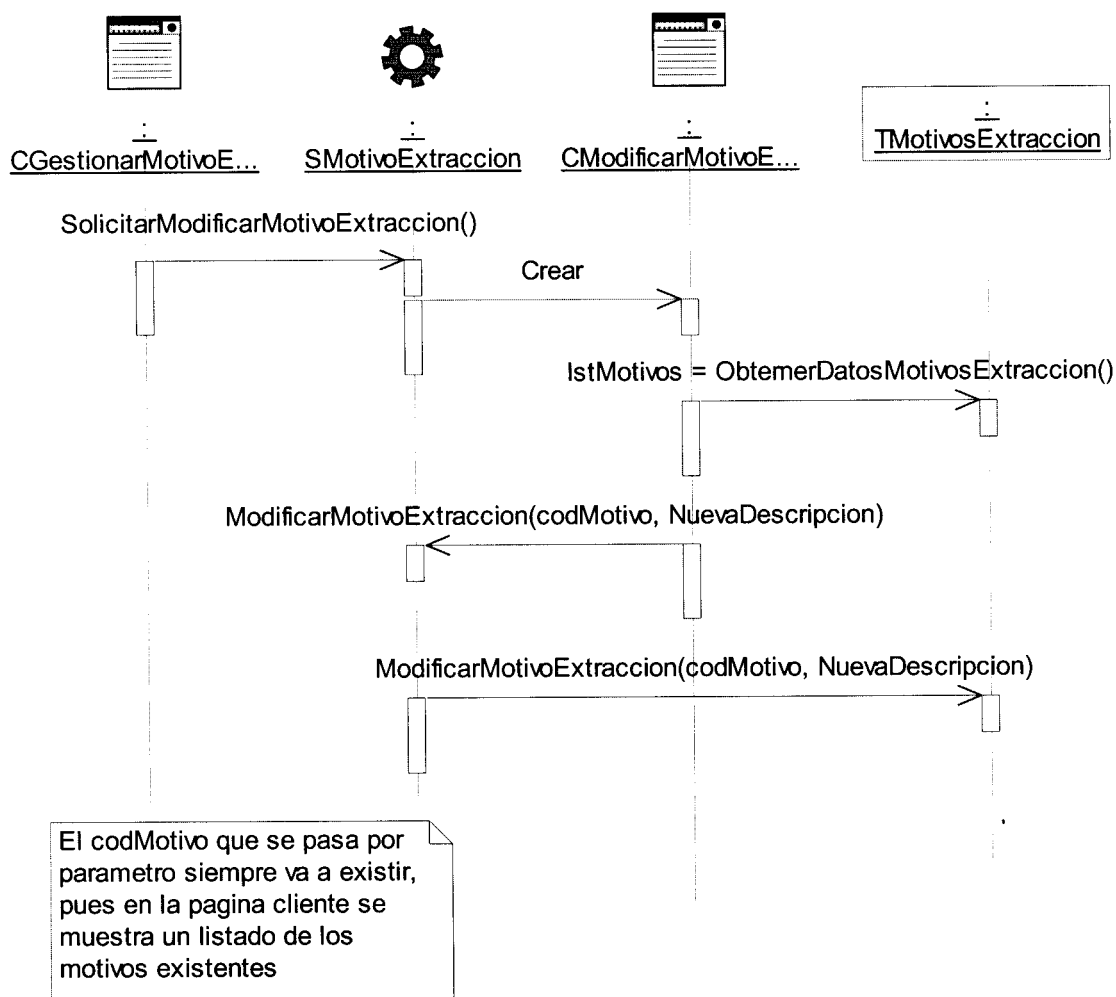 :
CGestionarMotivoE...
:
SMotivoExtraccion
:
CModificarMotivoE...
:
TMotivosExtraccion
SolicitarModificarMotivoExtraccion()
Crear
lstMotivos = ObtemerDatosMotivosExtraccion()
ModificarMotivoExtraccion(codMotivo, NuevaDescripcion)
ModificarMotivoExtraccion(codMotivo, NuevaDescripcion)
El codMotivo que se pasa por
parametro siempre va a existir,
pues en la pagina cliente se
muestra un listado de los
motivos existentes